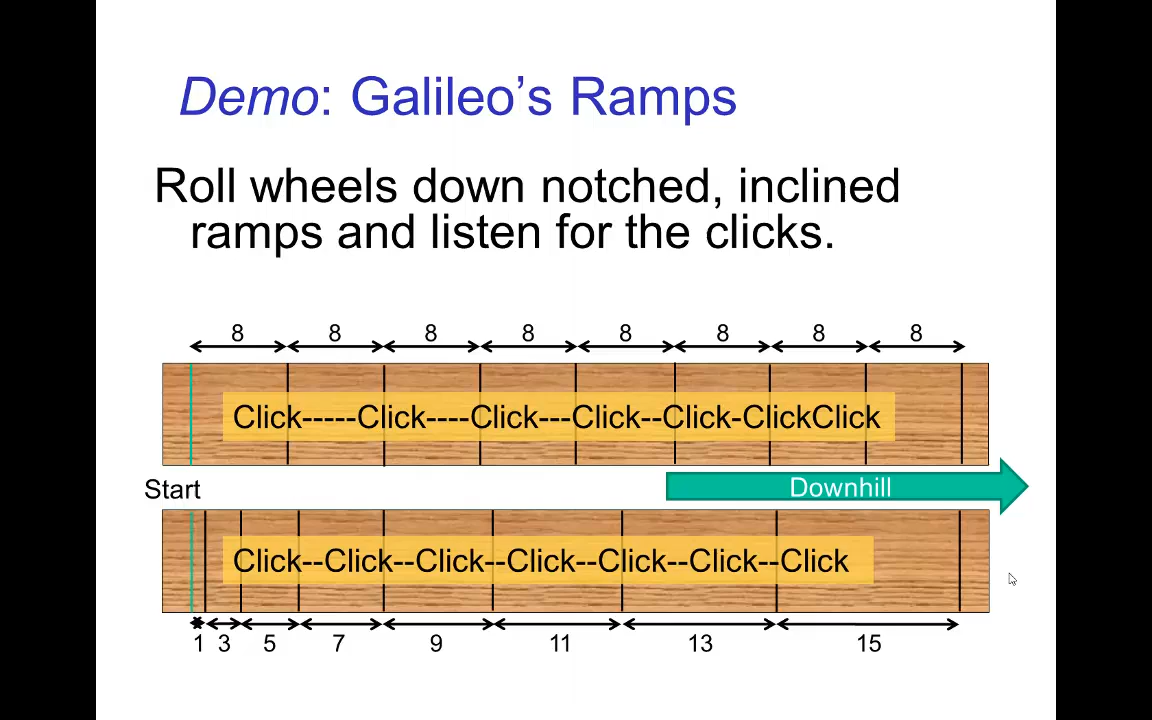 Demo: Galileo’s Ramps
Roll wheels down notched, inclined
ramps and listen for the clicks.
8 8 8 8 8 8 8 8
Click-----Click----Click---Click--Click-ClickClick
Start
Downhill
Click--Click--Click--Click--Click--Click--Click
1 3 5 7 9 11 13 15